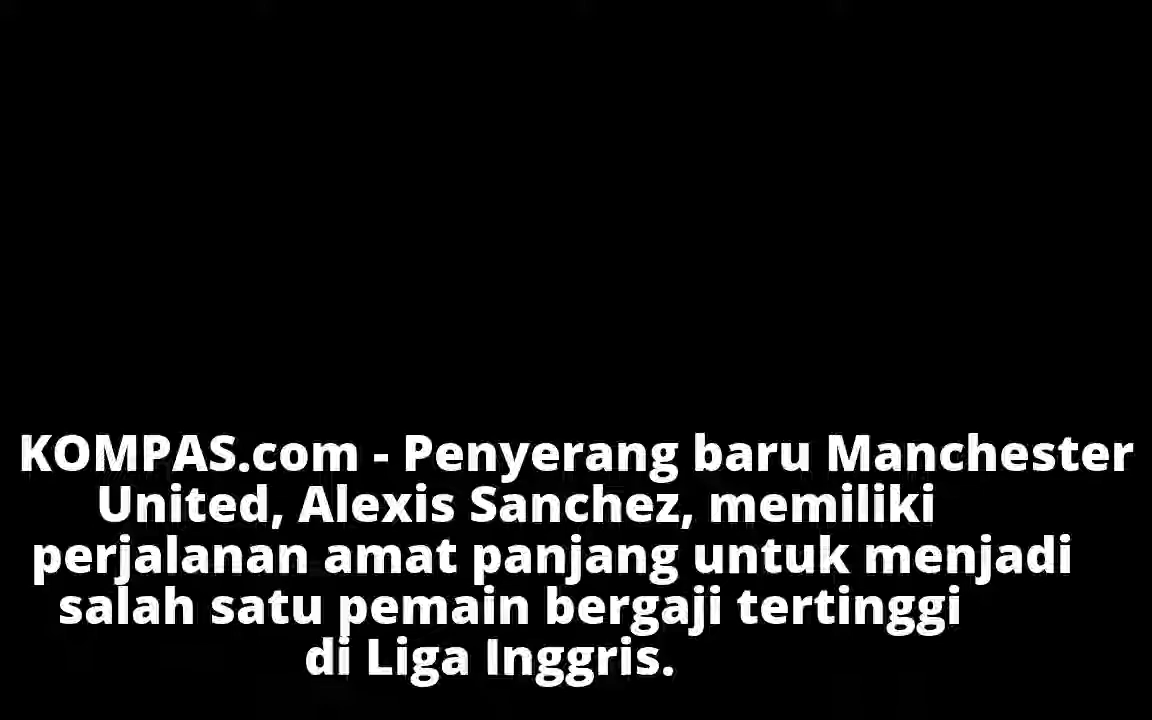 KOMPAS.com - Penyerang baru Manchester
United, Alexis Sanchez, memiliki
perjalanan amat panjang untuk menjadi
salah satu pemain bergaji tertinggi
di Liga Inggris.